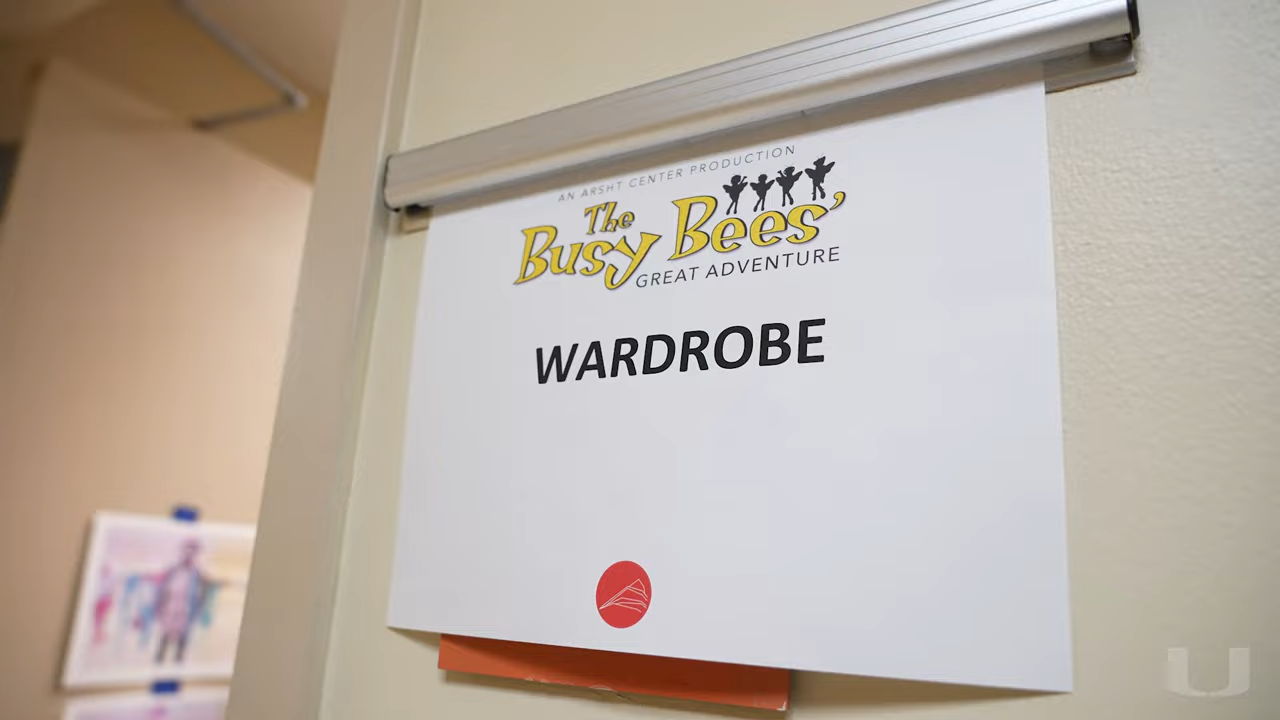 AN ARSHT CENTER PRODUCTION
The
Busy Bees'
GREAT ADVENTURE
WARDROBE
U